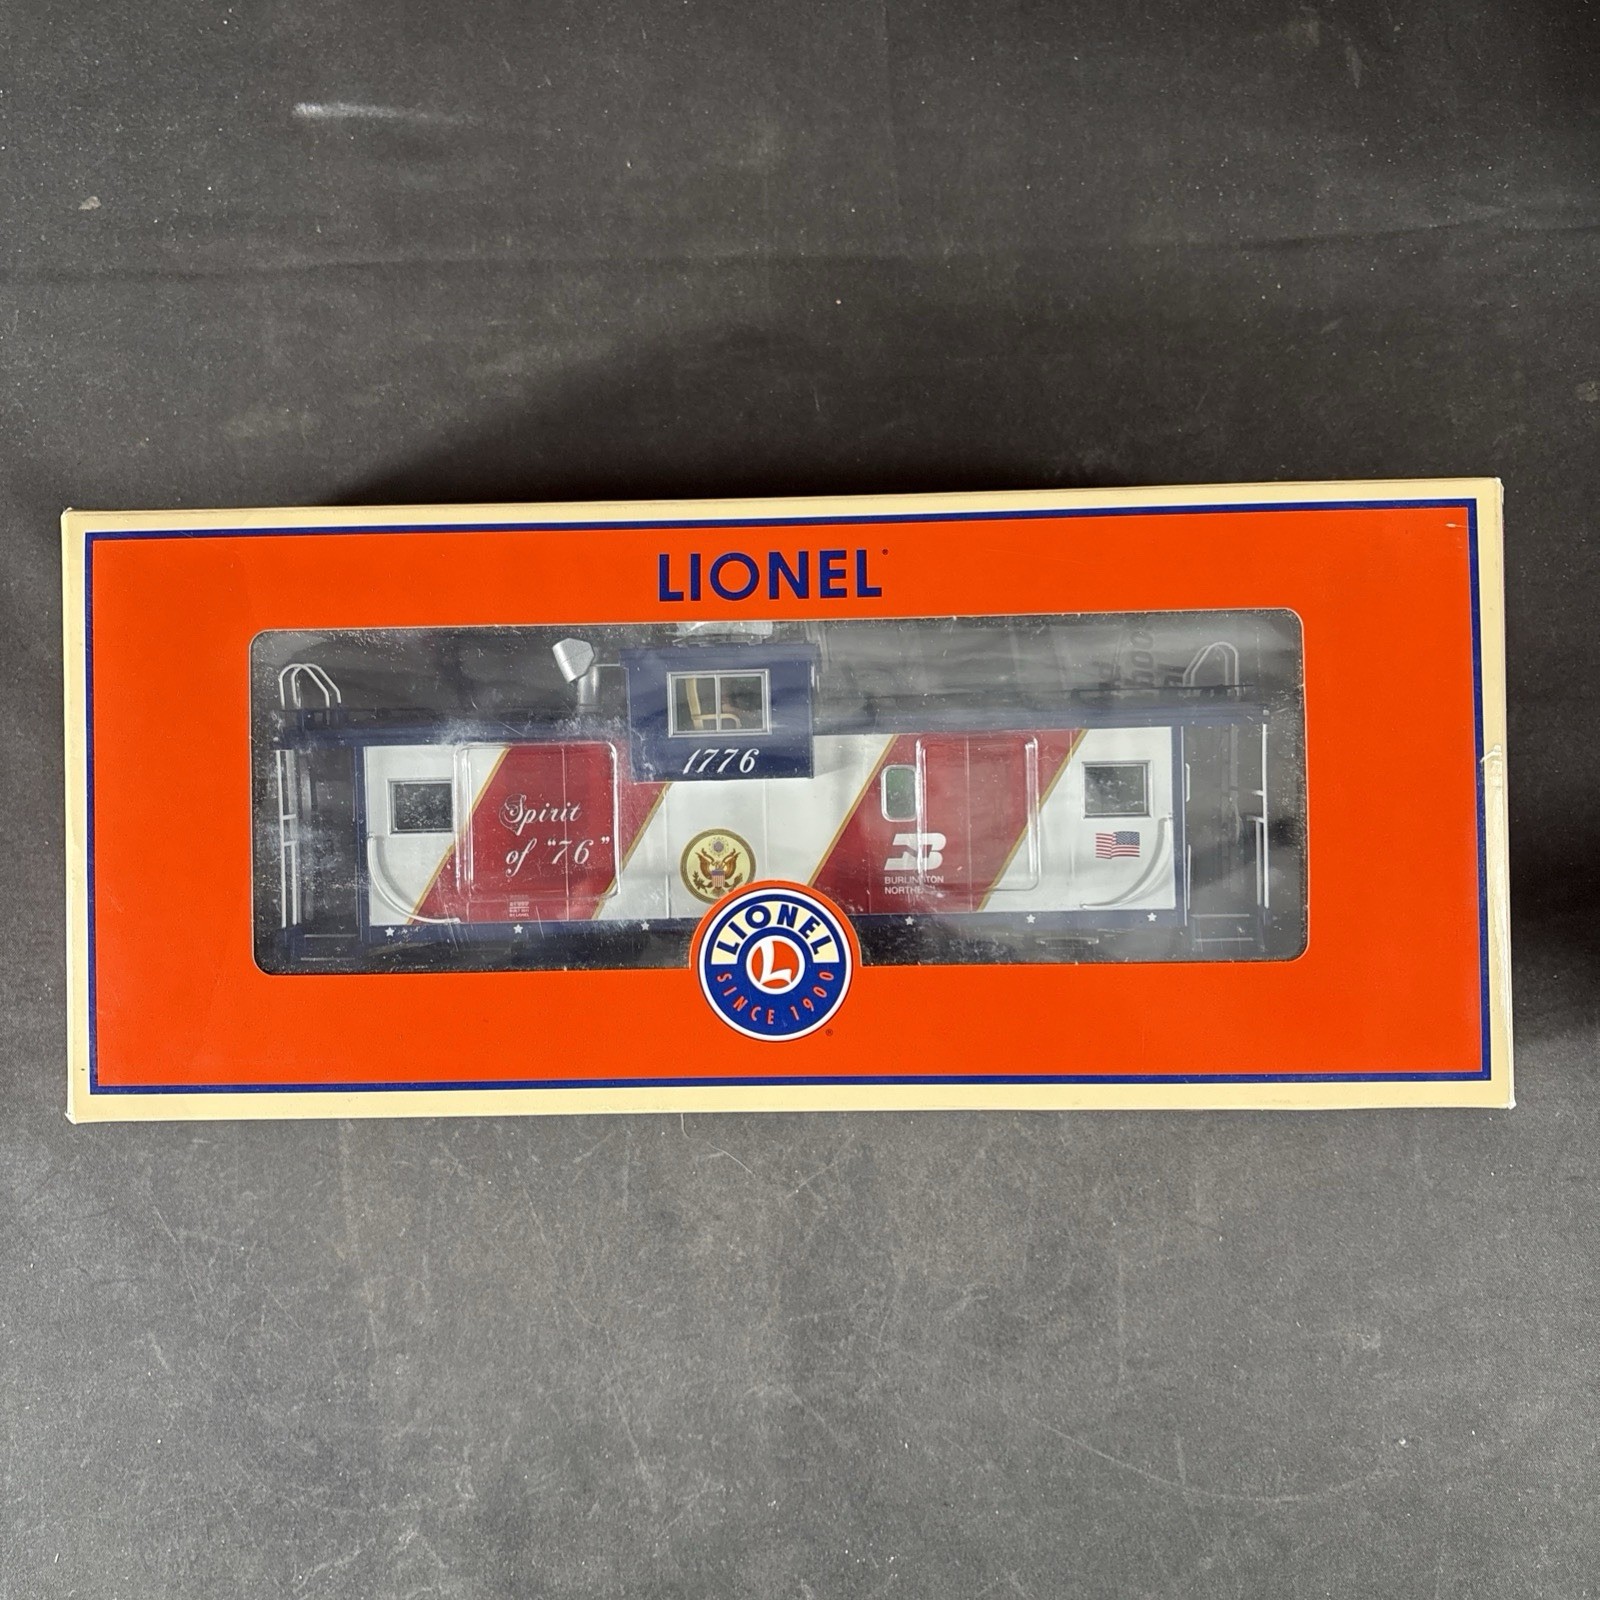 LIONEL
1776
Spirit
of "76"
BURLINGTON
NORTHE
LIONEL
L
SINCE 1900